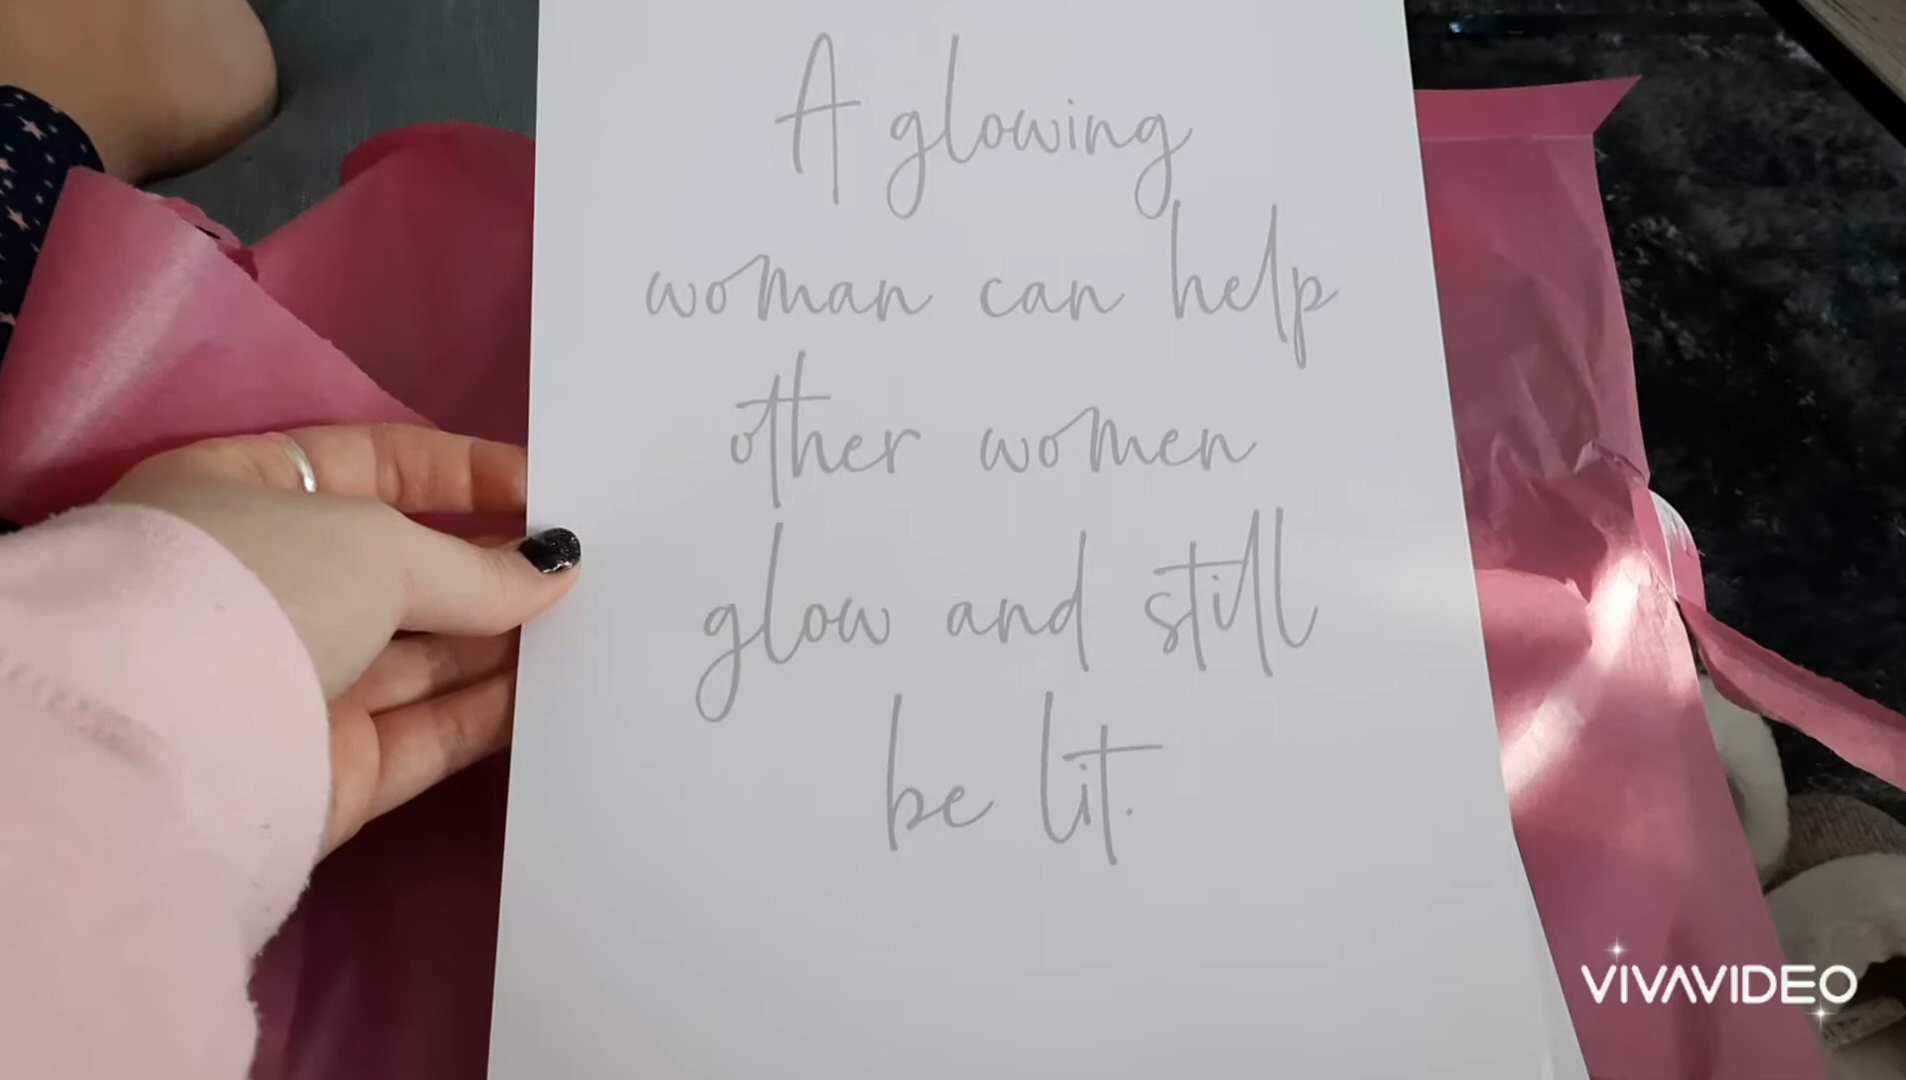 A glowing
woman can help
other women
glow and still
be lit.
VIVAVIDEO